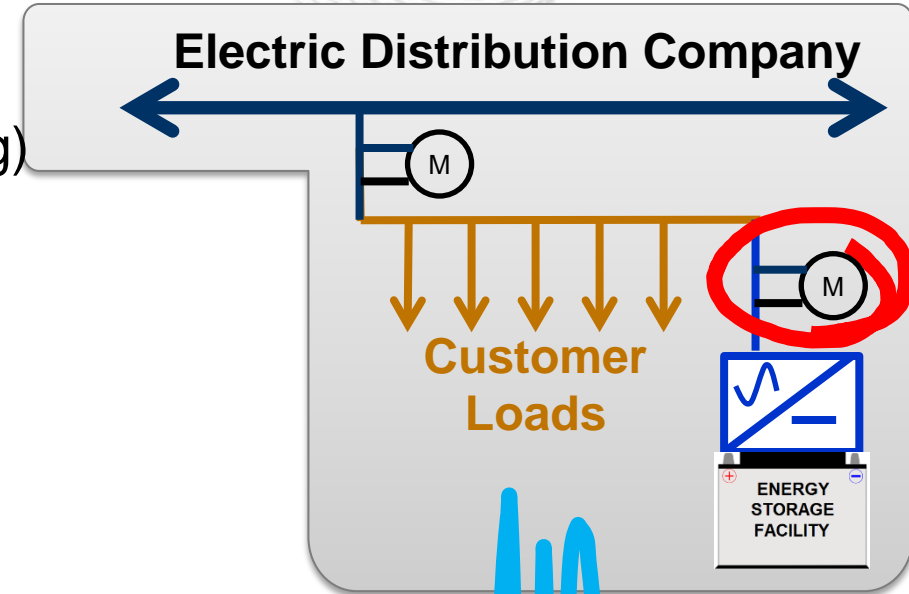 Electric Distribution Company
g)
M
M
Customer
Loads
+ −
ENERGY
STORAGE
FACILITY